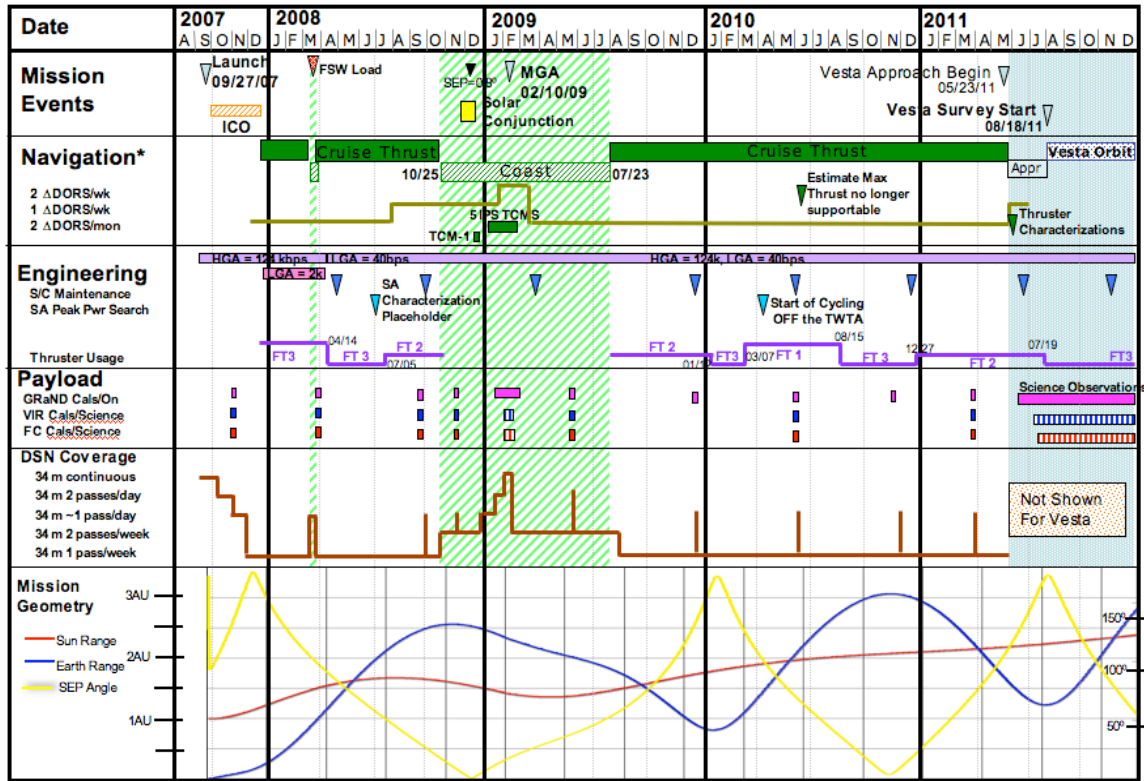 Date
2007 2008 2009 2010 2011
A S O N D J F M A M J J A S O N D J F M A M J J A S O N D J F M A M J J A S O N D J F M A M J J A S O N D
Mission
Events
Launch
09/27/07
ICO
FSW Load
SEP=0.8º
Solar
Conjunction
MGA
02/10/09
Vesta Approach Begin
05/23/11
Vesta Survey Start
08/18/11
Navigation*
2 ΔDORS/wk
1 ΔDORS/wk
2 ΔDORS/mon
Cruise Thrust
10/25
Coast
07/23
Cruise Thrust
Appr
Vesta Orbit
5 IPS TCMS
TCM-1
Estimate Max
Thrust no longer
supportable
Thruster
Characterizations
Engineering
S/C Maintenance
SA Peak Pwr Search
Thruster Usage
HGA = 124 kbps
LGA = 40bps
HGA = 124k, LGA = 40bps
LGA = 2k
SA
Characterization
Placeholder
Start of Cycling
OFF the TWTA
FT3
04/14
FT 3
07/05
FT 2
FT 2
FT3
03/07
FT 1
08/15
FT 3
12/27
FT 2
07/19
FT3
Payload
GRaND Cals/On
VIR Cals/Science
FC Cals/Science
Science Observations
DSN Coverage
34 m continuous
34 m 2 passes/day
34 m ~1 pass/day
34 m 2 passes/week
34 m 1 pass/week
Not Shown
For Vesta
Mission
Geometry
Sun Range
Earth Range
SEP Angle
3AU
2AU
1AU
150º
100º
50º